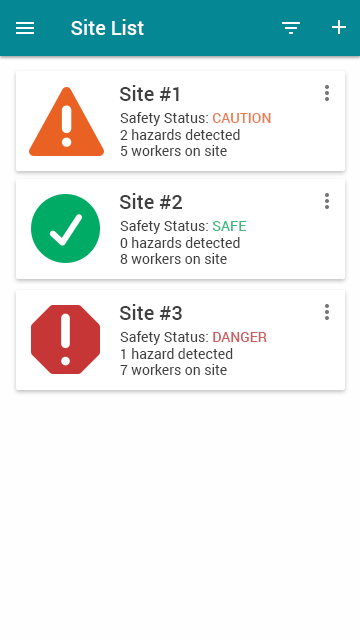 Site List
Site #1
Safety Status: CAUTION
2 hazards detected
5 workers on site
Site #2
Safety Status: SAFE
0 hazards detected
8 workers on site
Site #3
Safety Status: DANGER
1 hazard detected
7 workers on site